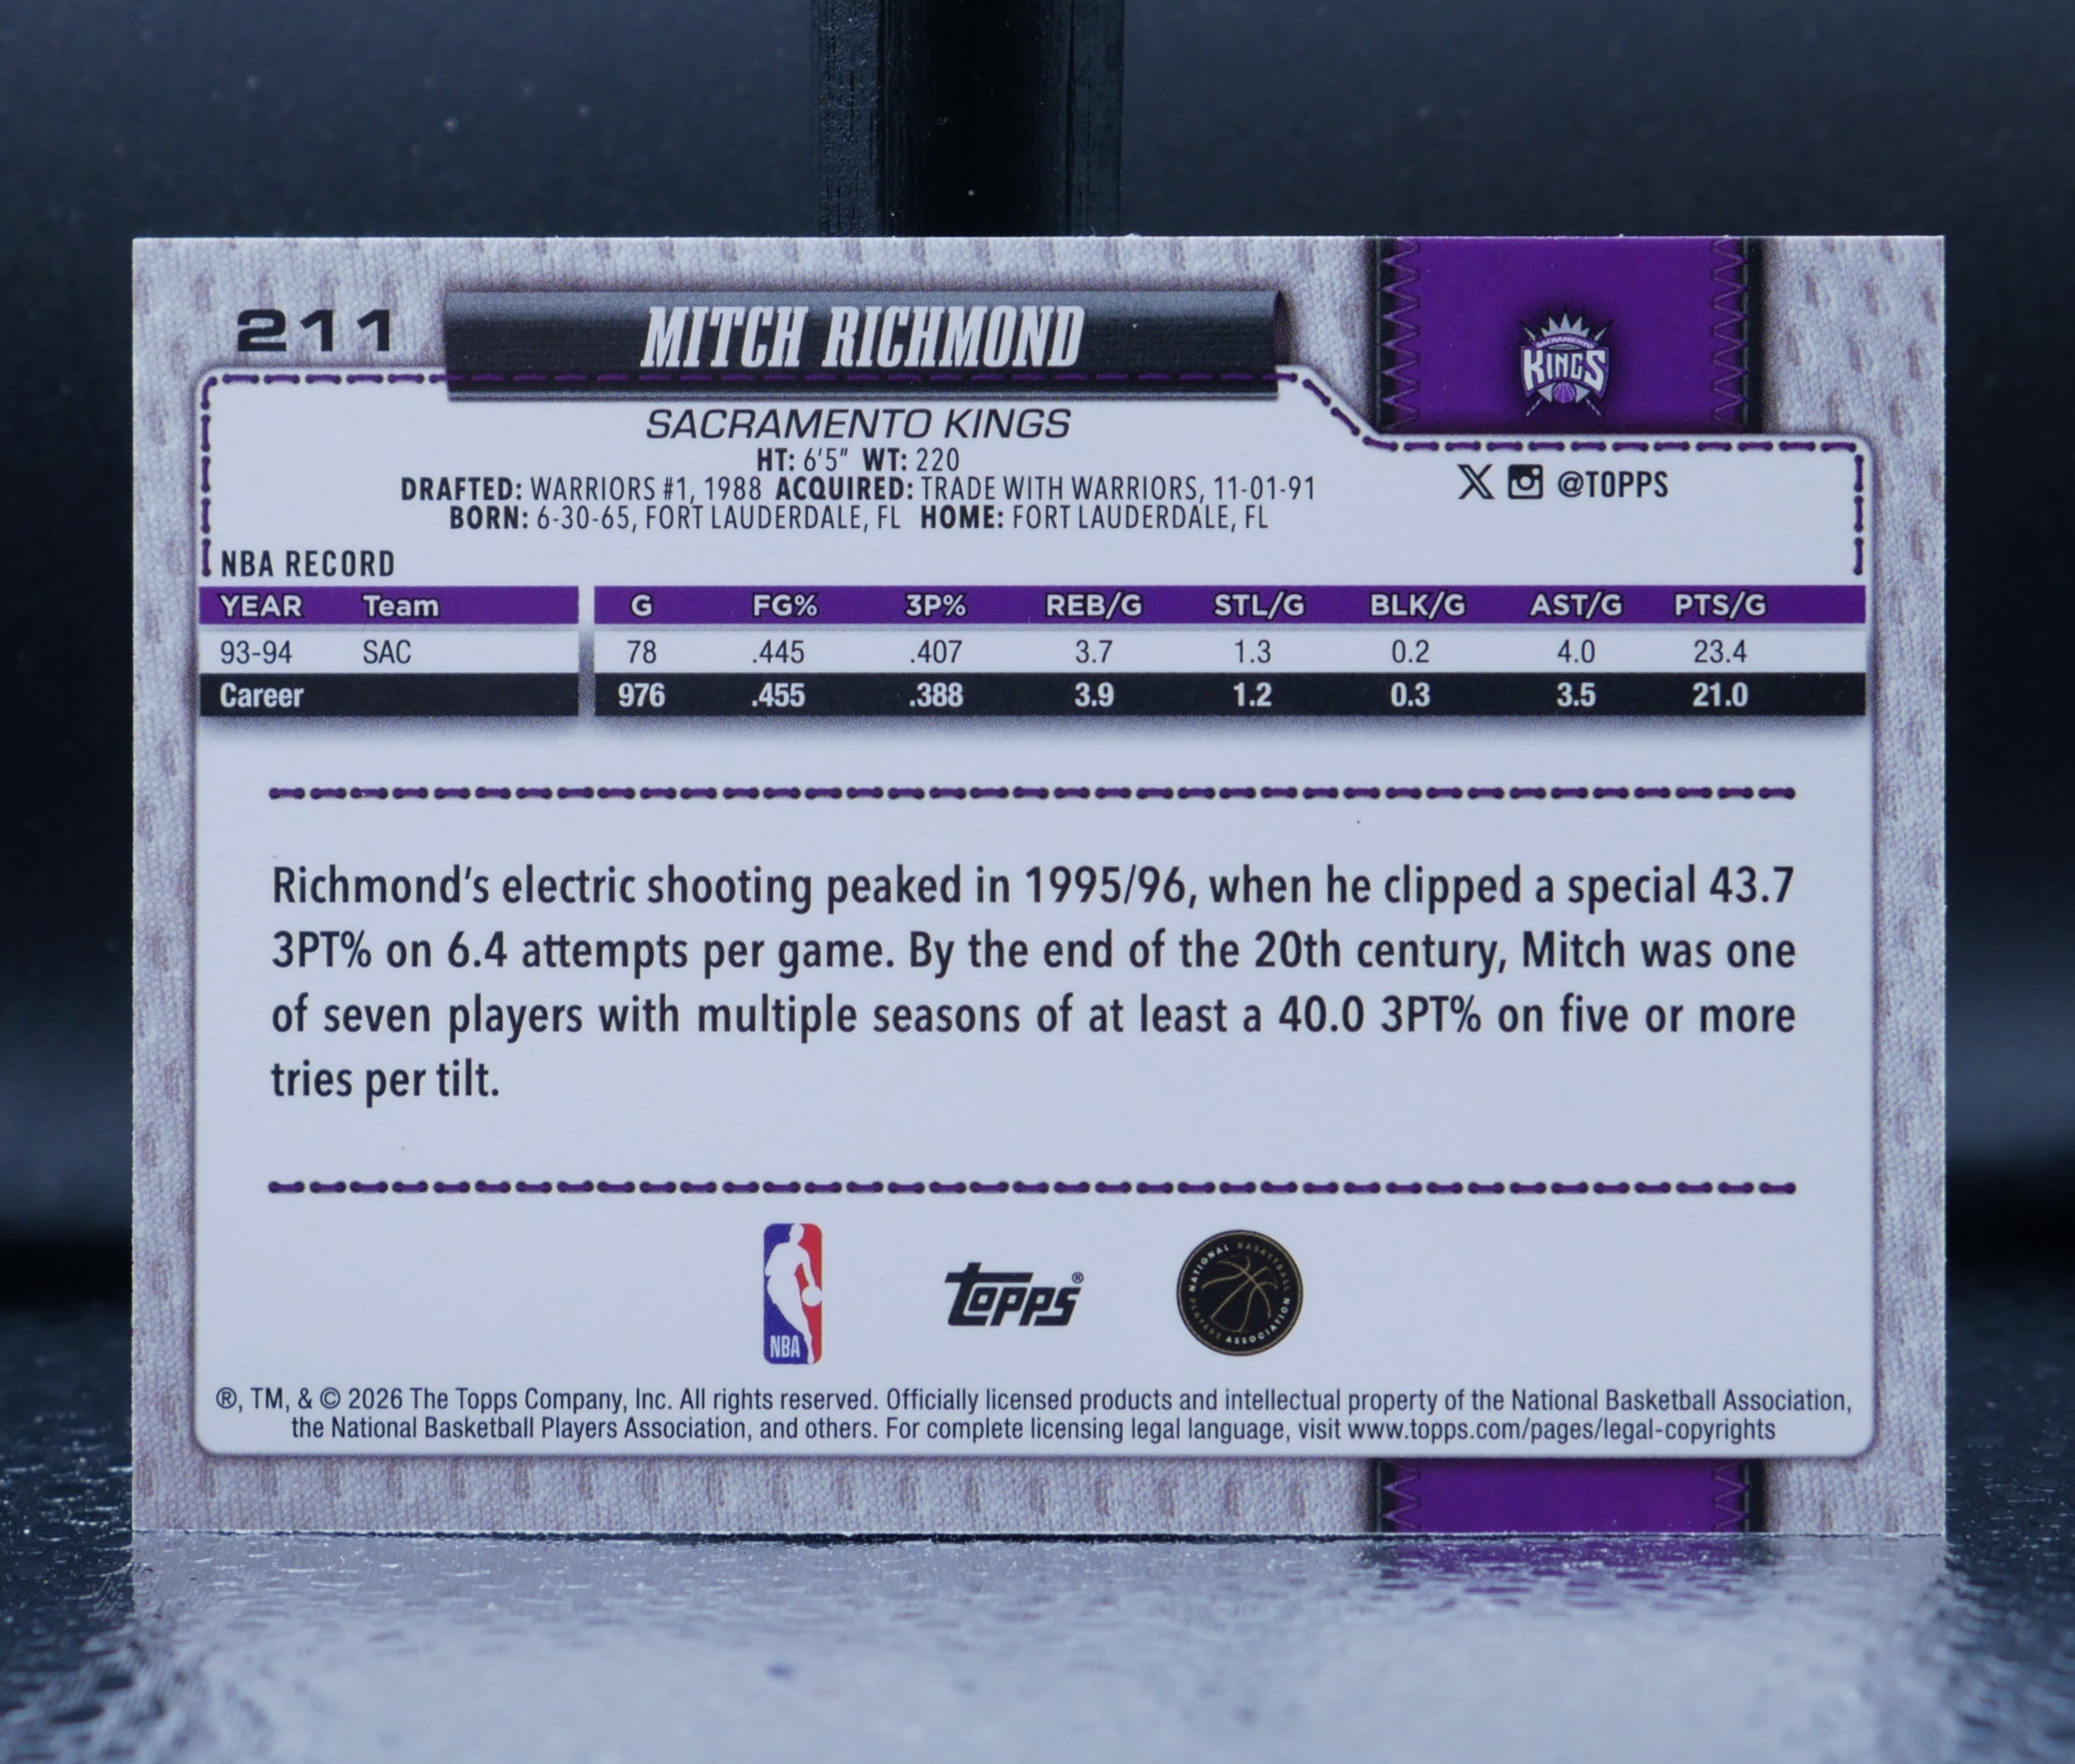 211
MITCH RICHMOND
SACRAMENTO
KINGS
SACRAMENTO KINGS
HT: 6'5" WT: 220
DRAFTED: WARRIORS #1, 1988 ACQUIRED: TRADE WITH WARRIORS, 11-01-91
BORN: 6-30-65, FORT LAUDERDALE, FL HOME: FORT LAUDERDALE, FL
@TOPPS
NBA RECORD
YEAR Team G FG% 3P% REB/G STL/G BLK/G AST/G PTS/G
93-94 SAC 78 .445 .407 3.7 1.3 0.2 4.0 23.4
Career 976 .455 .388 3.9 1.2 0.3 3.5 21.0
Richmond's electric shooting peaked in 1995/96, when he clipped a special 43.7
3PT% on 6.4 attempts per game. By the end of the 20th century, Mitch was one
of seven players with multiple seasons of at least a 40.0 3PT% on five or more
tries per tilt.
NBA
topps®
NATIONAL BASKETBALL PLAYERS ASSOCIATION
®, TM, & © 2026 The Topps Company, Inc. All rights reserved. Officially licensed products and intellectual property of the National Basketball Association,
the National Basketball Players Association, and others. For complete licensing legal language, visit www.topps.com/pages/legal-copyrights